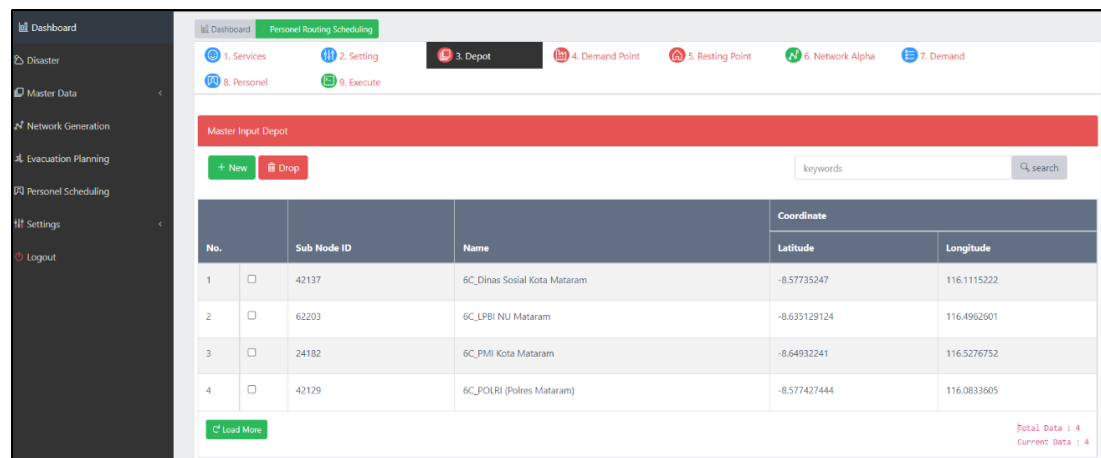 Dashboard
Disaster
Master Data
Network Generation
Evacuation Planning
Personel Scheduling
Settings
Logout
Dashboard Personel Routing Scheduling
1. Services 2. Setting 3. Depot 4. Demand Point 5. Resting Point 6. Network Alpha 7. Demand
8. Personel 9. Execute
Master Input Depot
+ New Drop keywords search
Coordinate
No. Sub Node ID Name Latitude Longitude
1 42137 6C_Dinas Sosial Kota Mataram -8.57735247 116.1115222
2 62203 6C_LPBI NU Mataram -8.635129124 116.4962601
3 24182 6C_PMI Kota Mataram -8.64932241 116.5276752
4 42129 6C_POLRI (Polres Mataram) -8.577427444 116.0833605
Load More
Total Data : 4
Current Data : 4